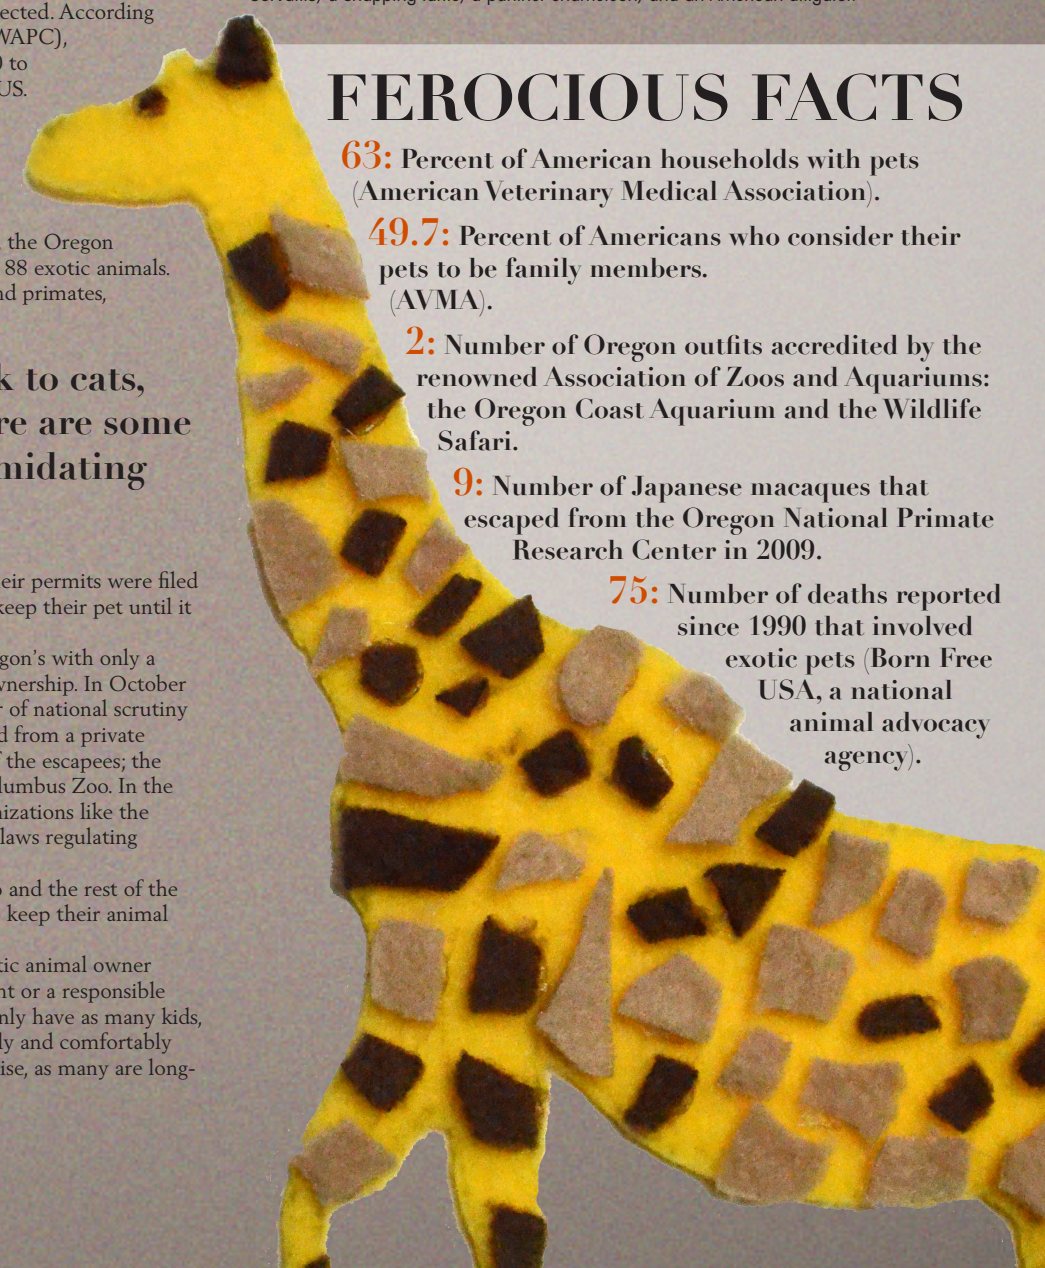 ected. According
WAPC),
0 to
US.
FEROCIOUS FACTS
63: Percent of American households with pets
(American Veterinary Medical Association).
49.7: Percent of Americans who consider their
pets to be family members.
(AVMA).
2: Number of Oregon outfits accredited by the
renowned Association of Zoos and Aquariums:
the Oregon Coast Aquarium and the Wildlife
Safari.
9: Number of Japanese macaques that
escaped from the Oregon National Primate
Research Center in 2009.
75: Number of deaths reported
since 1990 that involved
exotic pets (Born Free
USA, a national
animal advocacy
agency).
, the Oregon
88 exotic animals.
nd primates,
k to cats,
re are some
midating
eir permits were filed
keep their pet until it
gon's with only a
wnership. In October
r of national scrutiny
d from a private
f the escapees; the
lumbus Zoo. In the
nizations like the
laws regulating
o and the rest of the
keep their animal
tic animal owner
nt or a responsible
nly have as many kids,
ly and comfortably
ise, as many are long-